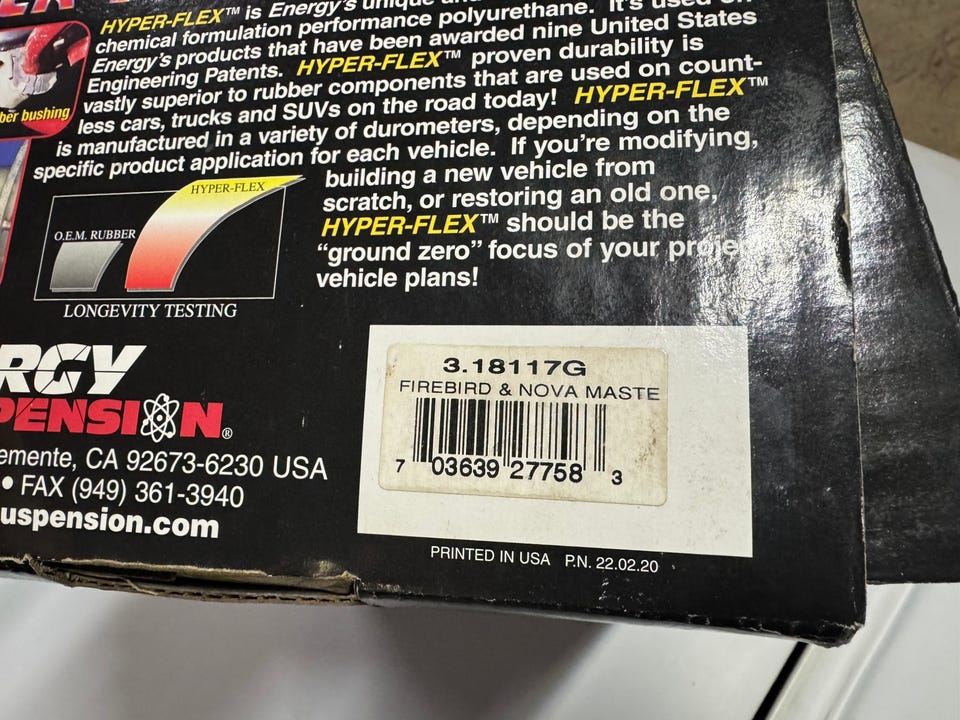 HYPER-FLEX™ is Energy's unique and
chemical formulation performance polyurethane. It's used on
Energy's products that have been awarded nine United States
Engineering Patents. HYPER-FLEX™ proven durability is
vastly superior to rubber components that are used on count-
less cars, trucks and SUVs on the road today! HYPER-FLEX™
is manufactured in a variety of durometers, depending on the
specific product application for each vehicle. If you're modifying,
building a new vehicle from
scratch, or restoring an old one,
HYPER-FLEX™ should be the
"ground zero" focus of your proje
vehicle plans!
ber bushing
HYPER-FLEX
O.E.M. RUBBER
LONGEVITY TESTING
RGY
PENSION®
emente, CA 92673-6230 USA
• FAX (949) 361-3940
uspension.com
3.18117G
FIREBIRD & NOVA MASTE
7 03639 27758 3
PRINTED IN USA P.N. 22.02.20